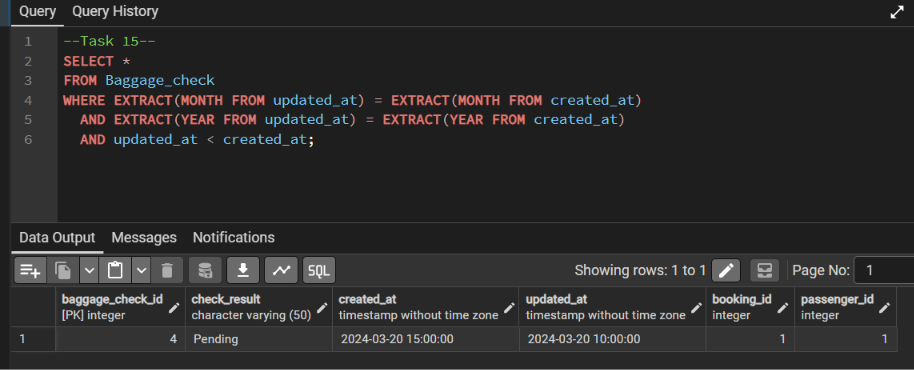 Query Query History
1 --Task 15--
2 SELECT *
3 FROM Baggage_check
4 WHERE EXTRACT(MONTH FROM updated_at) = EXTRACT(MONTH FROM created_at)
5 AND EXTRACT(YEAR FROM updated_at) = EXTRACT(YEAR FROM created_at)
6 AND updated_at < created_at;
Data Output Messages Notifications
SQL Showing rows: 1 to 1 Page No: 1
baggage_check_id check_result created_at updated_at booking_id passenger_id
[PK] integer character varying (50) timestamp without time zone timestamp without time zone integer integer
1 4 Pending 2024-03-20 15:00:00 2024-03-20 10:00:00 1 1